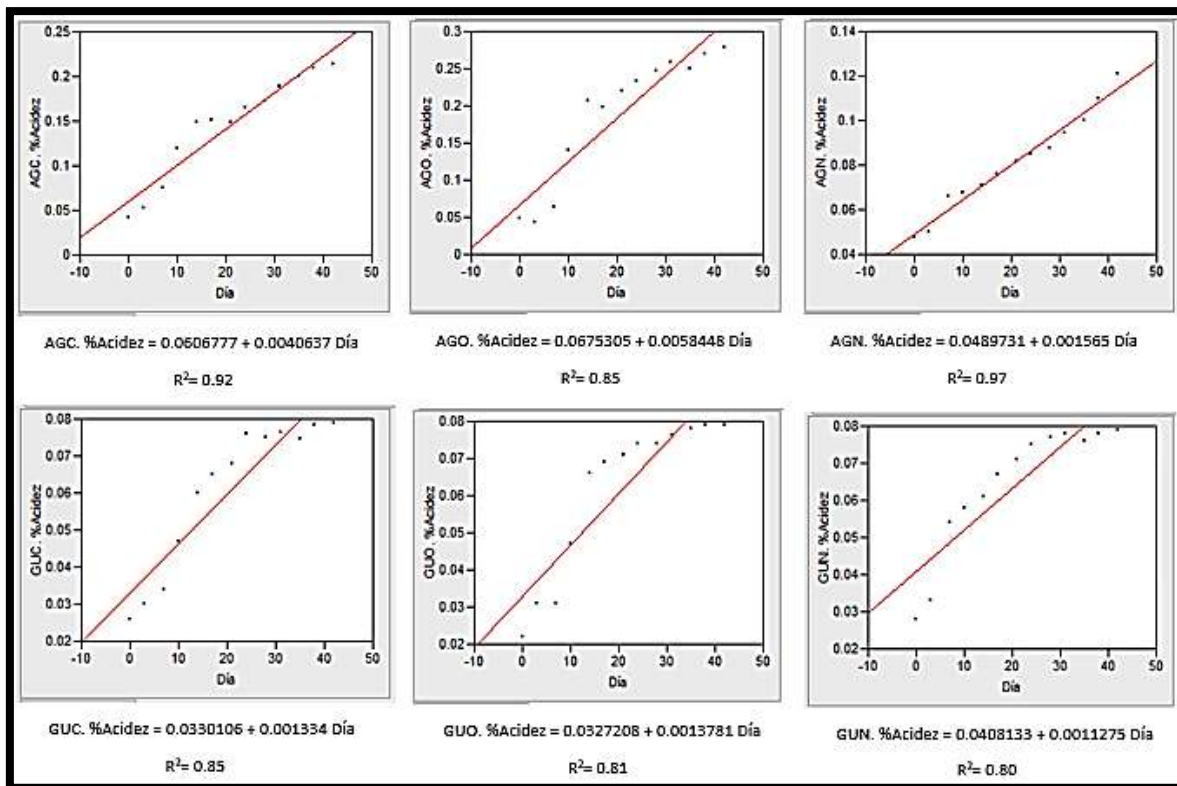 0.25
0.2
0.15
0.1
0.05
0
AGC. %Acidez
-10 0 10 20 30 40 50
Día
0.3
0.25
0.2
0.15
0.1
0.05
0
AGO. %Acidez
-10 0 10 20 30 40 50
Día
0.14
0.12
0.1
0.08
0.06
0.04
AGN. %Acidez
-10 0 10 20 30 40 50
Día
AGC. %Acidez = 0.0606777 + 0.0040637 Día
R²= 0.92
AGO. %Acidez = 0.0675305 + 0.0058448 Día
R²= 0.85
AGN. %Acidez = 0.0489731 + 0.001565 Día
R²= 0.97
0.08
0.07
0.06
0.05
0.04
0.03
0.02
GUC. %Acidez
-10 0 10 20 30 40 50
Día
0.08
0.07
0.06
0.05
0.04
0.03
0.02
GUO. %Acidez
-10 0 10 20 30 40 50
Día
0.08
0.07
0.06
0.05
0.04
0.03
0.02
GUN. %Acidez
-10 0 10 20 30 40 50
Día
GUC. %Acidez = 0.0330106 + 0.001334 Día
R²= 0.85
GUO. %Acidez = 0.0327208 + 0.0013781 Día
R²= 0.81
GUN. %Acidez = 0.0408133 + 0.0011275 Día
R²= 0.80